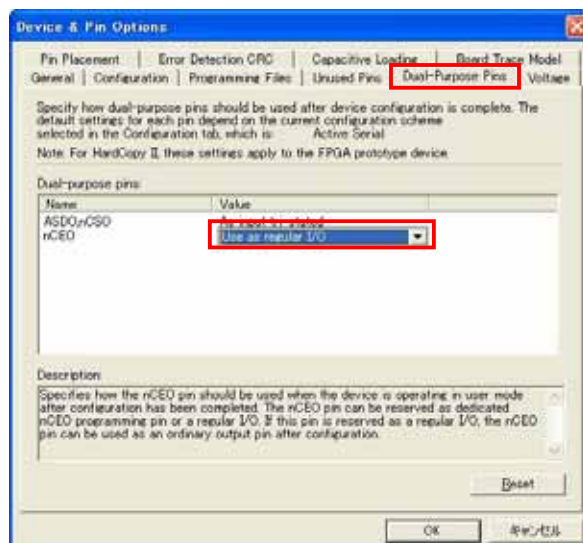 Device & Pin Options
Pin Placement | Error Detection CRC | Capacitive Loading | Board Trace Model
General | Configuration | Programming Files | Unused Pins | Dual-Purpose Pins | Voltage
Specify how dual-purpose pins should be used after device configuration is complete. The
default settings for each pin depend on the current configuration scheme
selected in the Configuration tab, which is: Active Serial
Note: For HardCopy II, these settings apply to the FPGA prototype device.
Dual-purpose pins:
Name Value
ASDO,nCSO As input tri-stated
nCEO Use as regular I/O
Description:
Specifies how the nCEO pin should be used when the device is operating in user mode
after configuration has been completed. The nCEO pin can be reserved as dedicated
nCEO programming pin or a regular I/O. If this pin is reserved as a regular I/O, the nCEO
pin can be used as an ordinary output pin after configuration.
Reset
OK キャンセル